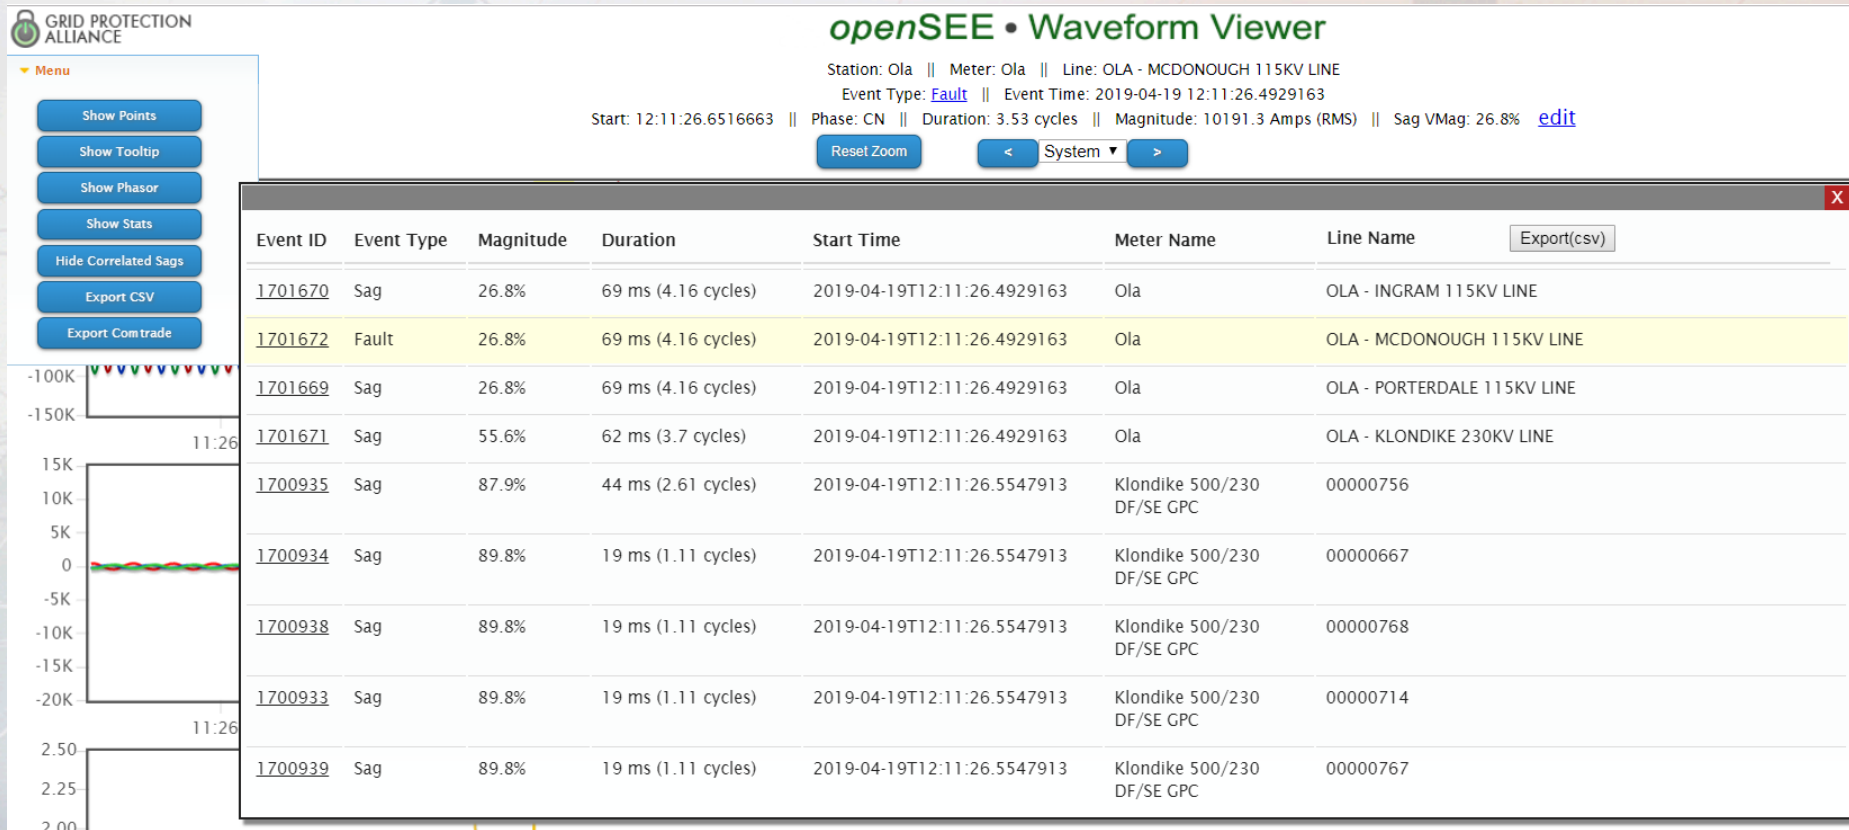 GRID PROTECTION
ALLIANCE
openSEE • Waveform Viewer
Station: Ola || Meter: Ola || Line: OLA - MCDONOUGH 115KV LINE
Event Type: Fault || Event Time: 2019-04-19 12:11:26.4929163
Start: 12:11:26.6516663 || Phase: CN || Duration: 3.53 cycles || Magnitude: 10191.3 Amps (RMS) || Sag VMag: 26.8% edit
Reset Zoom < System ▼ >
Menu
Show Points
Show Tooltip
Show Phasor
Show Stats
Hide Correlated Sags
Export CSV
Export Comtrade
X
Event ID Event Type Magnitude Duration Start Time Meter Name Line Name Export(csv)
1701670 Sag 26.8% 69 ms (4.16 cycles) 2019-04-19T12:11:26.4929163 Ola OLA - INGRAM 115KV LINE
1701672 Fault 26.8% 69 ms (4.16 cycles) 2019-04-19T12:11:26.4929163 Ola OLA - MCDONOUGH 115KV LINE
1701669 Sag 26.8% 69 ms (4.16 cycles) 2019-04-19T12:11:26.4929163 Ola OLA - PORTERDALE 115KV LINE
1701671 Sag 55.6% 62 ms (3.7 cycles) 2019-04-19T12:11:26.4929163 Ola OLA - KLONDIKE 230KV LINE
1700935 Sag 87.9% 44 ms (2.61 cycles) 2019-04-19T12:11:26.5547913 Klondike 500/230 00000756
DF/SE GPC
1700934 Sag 89.8% 19 ms (1.11 cycles) 2019-04-19T12:11:26.5547913 Klondike 500/230 00000667
DF/SE GPC
1700938 Sag 89.8% 19 ms (1.11 cycles) 2019-04-19T12:11:26.5547913 Klondike 500/230 00000768
DF/SE GPC
1700933 Sag 89.8% 19 ms (1.11 cycles) 2019-04-19T12:11:26.5547913 Klondike 500/230 00000714
DF/SE GPC
1700939 Sag 89.8% 19 ms (1.11 cycles) 2019-04-19T12:11:26.5547913 Klondike 500/230 00000767
DF/SE GPC
-100K
-150K
11:26
15K
10K
5K
0
-5K
-10K
-15K
-20K
11:26
2.50
2.25
2.00